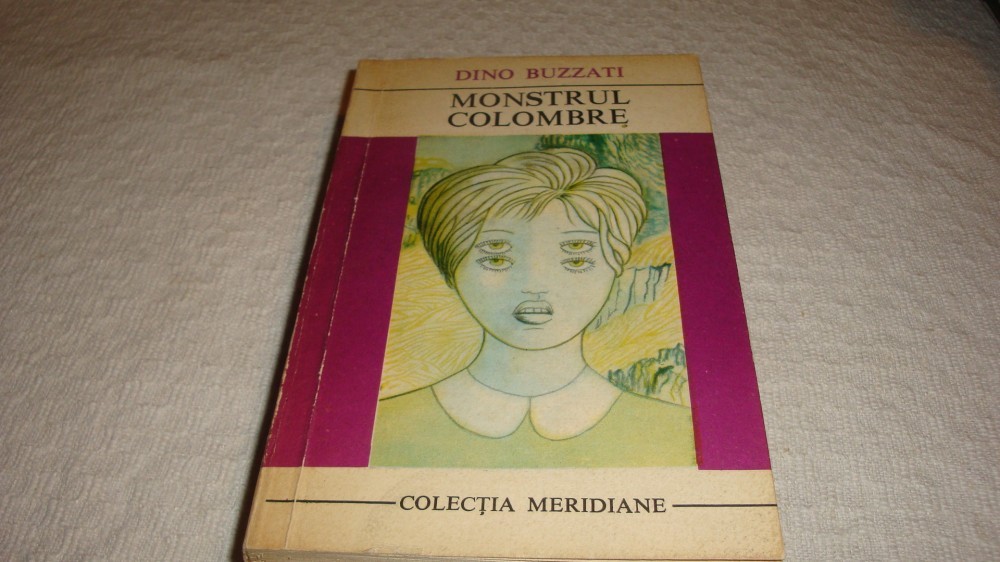 DINO BUZZATI
MONSTRUL
COLOMBRE
COLECȚIA MERIDIANE